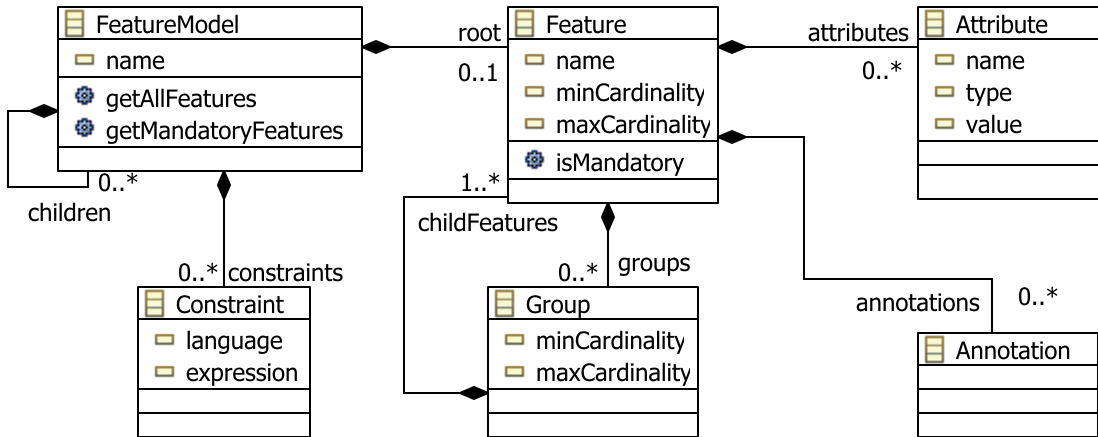 FeatureModel
name
getAllFeatures
getMandatoryFeatures
root
0..1
Feature
name
minCardinality
maxCardinality
isMandatory
attributes
0..*
Attribute
name
type
value
0..*
children
1..*
childFeatures
0..*
constraints
0..*
groups
annotations
0..*
Constraint
language
expression
Group
minCardinality
maxCardinality
Annotation